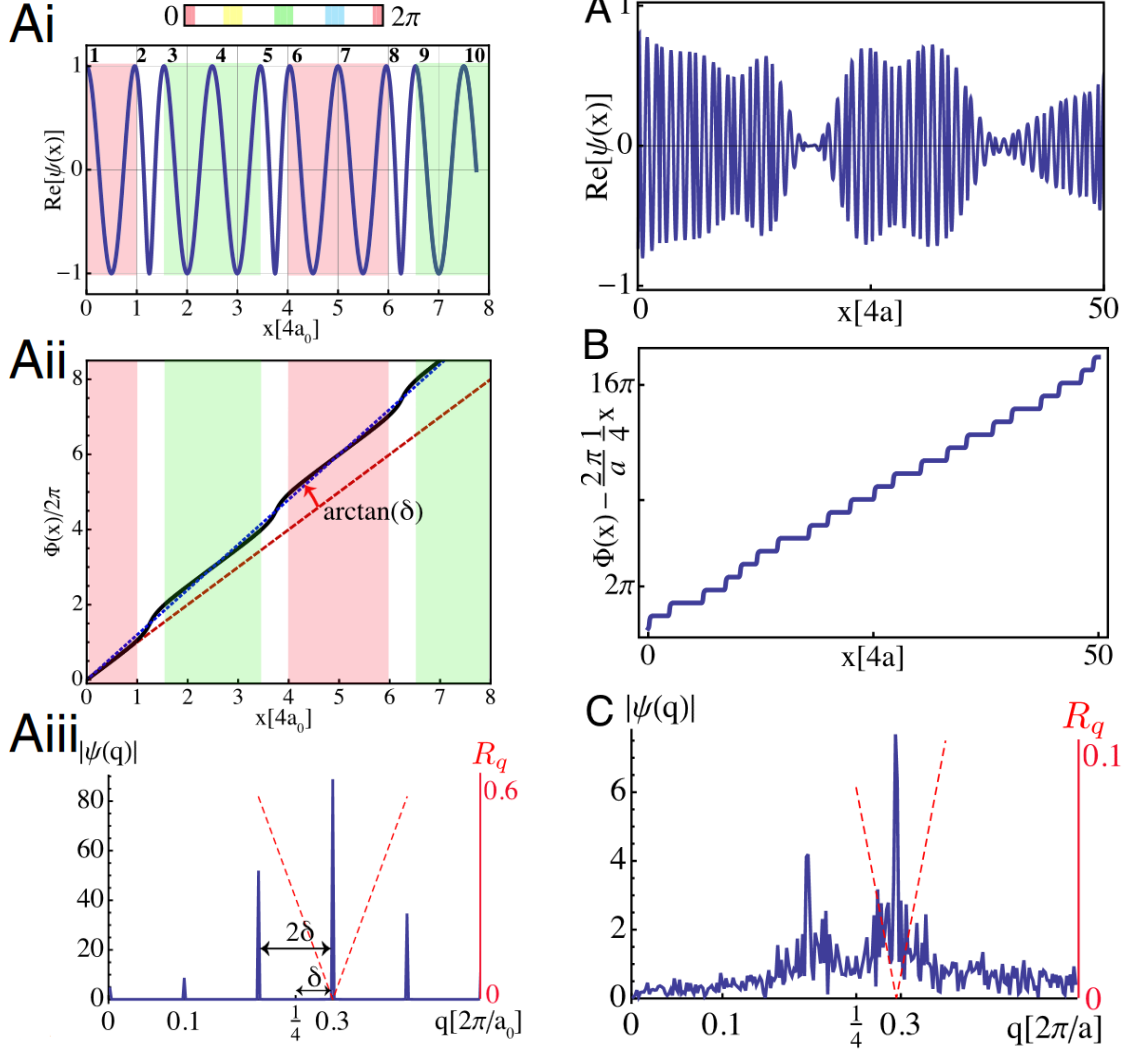 Ai
0 2π
1 2 3 4 5 6 7 8 9 10
Re[ψ(x)]
1
0
−1
0 1 2 3 4 5 6 7 8
x[4a₀]
Aii
Φ(x)/2π
8
6
4
2
0
arctan(δ)
0 1 2 3 4 5 6 7 8
x[4a₀]
Aiii
|ψ(q)|
R_q
80
60
40
20
0
0.6
0
2δ
δ
0 0.1 1/4 0.3 q[2π/a₀]
A
Re[ψ(x)]
1
0
−1
0 x[4a] 50
B
Φ(x) − 2π/a 1/4 x
16π
2π
0 x[4a] 50
C
|ψ(q)|
R_q
6
4
2
0
0.1
0
0 0.1 1/4 0.3 q[2π/a]